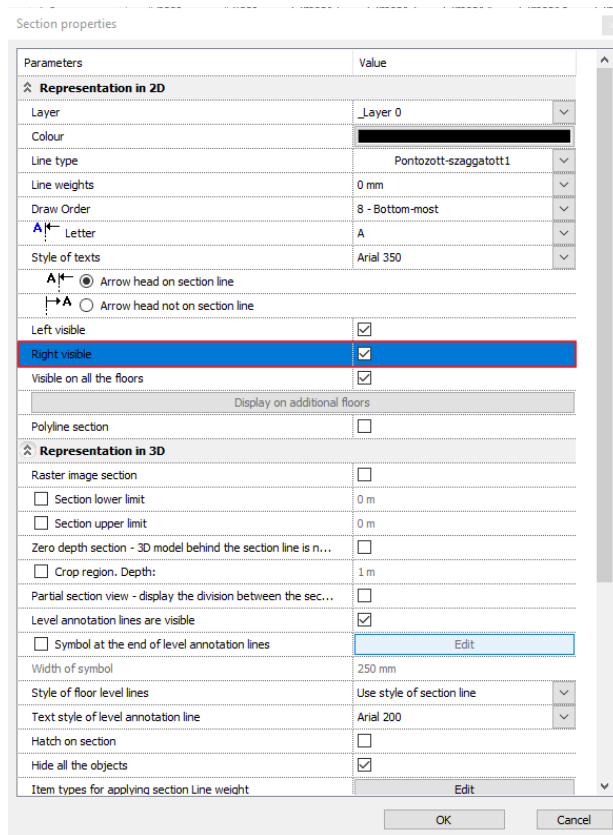 Section properties
Parameters Value
Representation in 2D
Layer _Layer 0
Colour
Line type Pontozott-szaggatott1
Line weights 0 mm
Draw Order 8 - Bottom-most
A Letter A
Style of texts Arial 350
A Arrow head on section line
A Arrow head not on section line
Left visible
Right visible
Visible on all the floors
Display on additional floors
Polyline section
Representation in 3D
Raster image section
Section lower limit 0 m
Section upper limit 0 m
Zero depth section - 3D model behind the section line is n...
Crop region. Depth: 1 m
Partial section view - display the division between the sec...
Level annotation lines are visible
Symbol at the end of level annotation lines Edit
Width of symbol 250 mm
Style of floor level lines Use style of section line
Text style of level annotation line Arial 200
Hatch on section
Hide all the objects
Item types for applying section Line weight Edit
OK Cancel